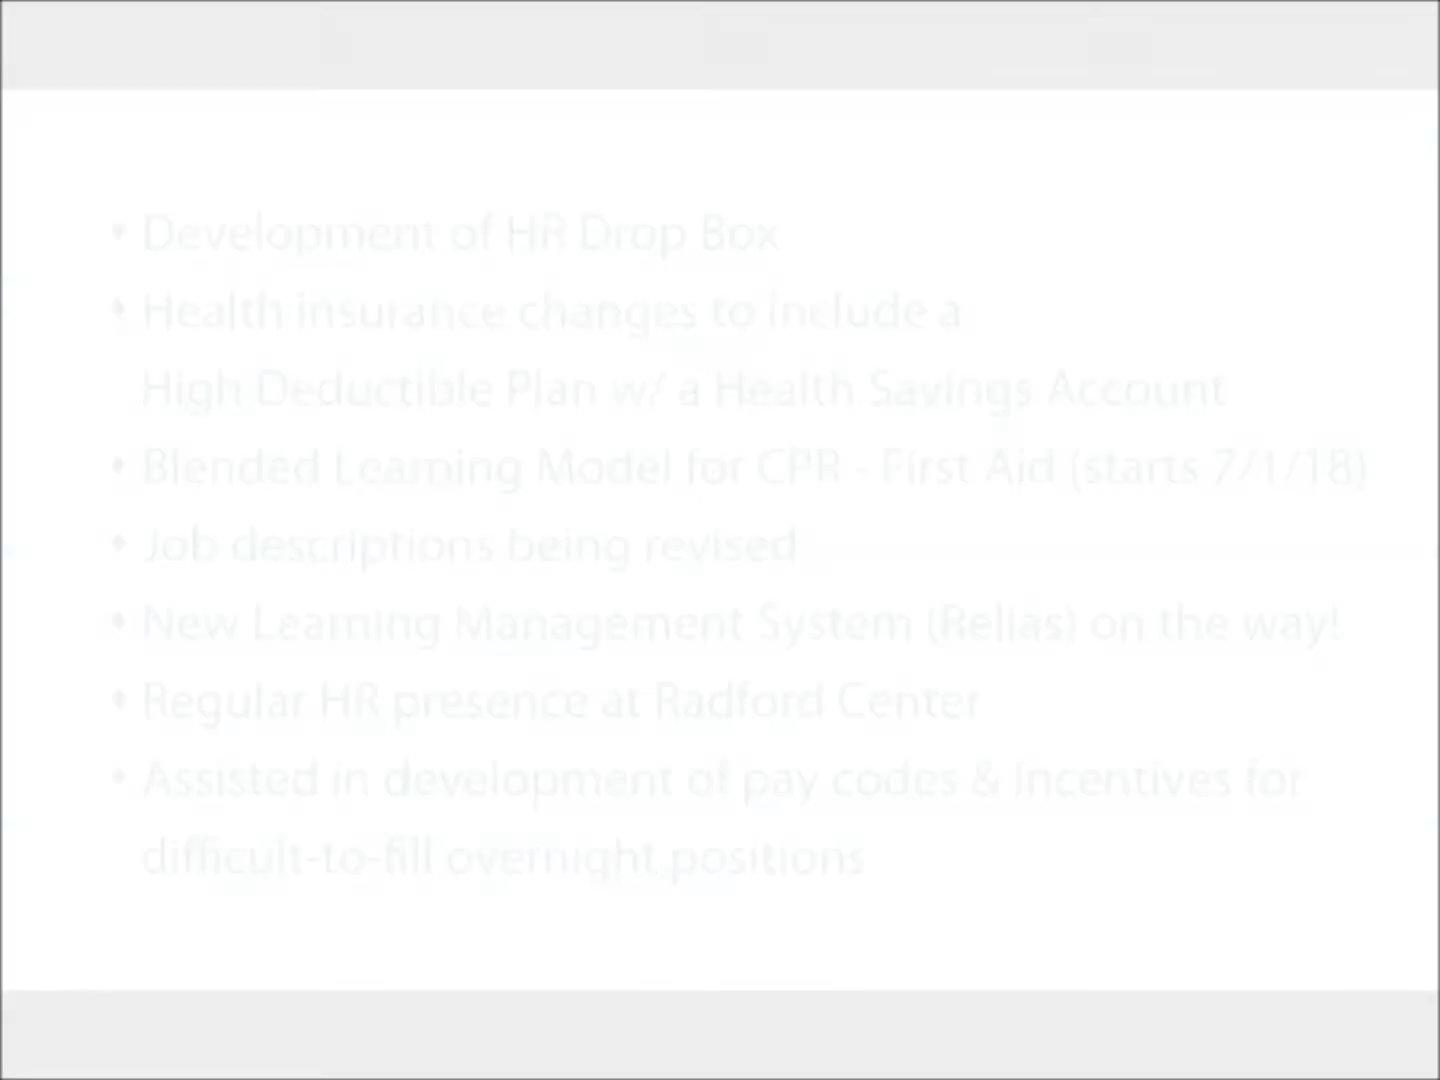 • Development of HR Drop Box
• Health insurance changes to include a
High Deductible Plan w/ a Health Savings Account
• Blended Learning Model for CPR - First Aid (starts 7/1/18)
• Job descriptions being revised
• New Learning Management System (Relias) on the way!
• Regular HR presence at Radford Center
• Assisted in development of pay codes & incentives for
difficult-to-fill overnight positions